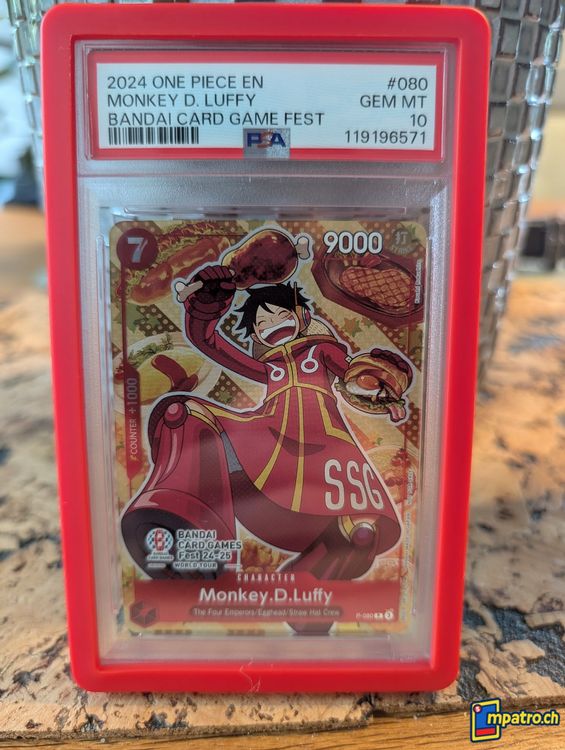 2024 ONE PIECE EN #080
MONKEY D. LUFFY GEM MT
BANDAI CARD GAME FEST 10
PSA 119196571
7 9000 打
COUNTER +1000
SSG
BANDAI
CARD GAMES
Fest 24-25
WORLD TOUR
CHARACTER
Monkey.D.Luffy
The Four Emperors/Egghead/Straw Hat Crew
P-080 P
mpatro.ch